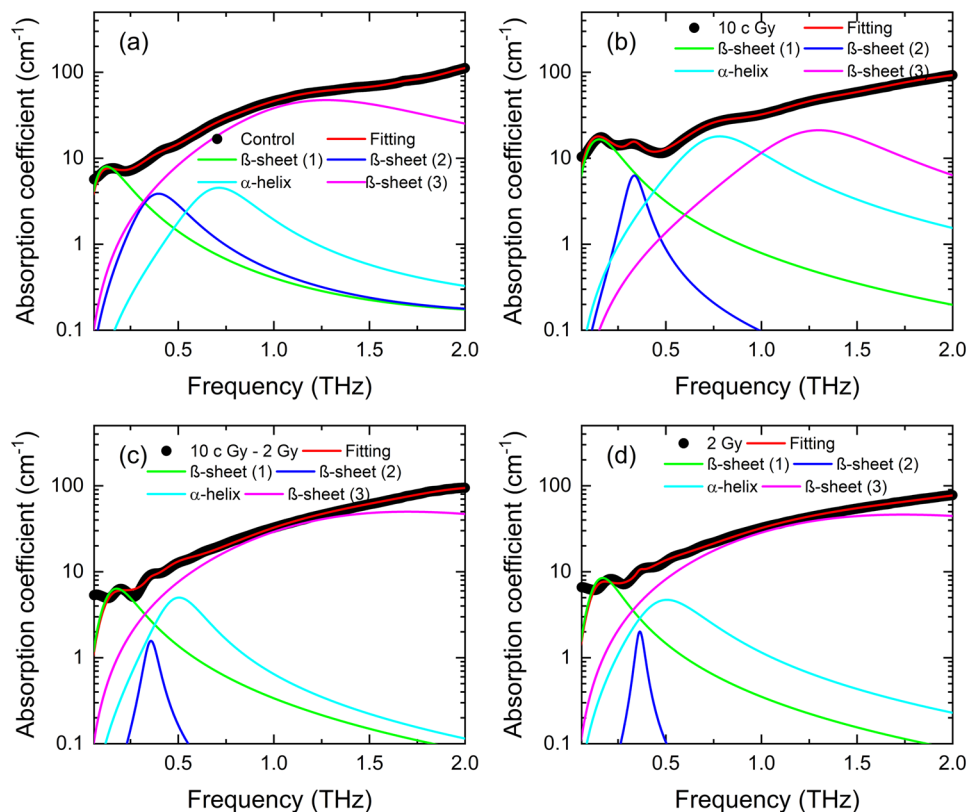 (a)
Absorption coefficient (cm⁻¹)
100
10
1
0.1
Control Fitting
ß-sheet (1) ß-sheet (2)
α-helix ß-sheet (3)
0.5 1.0 1.5 2.0
Frequency (THz)
(b)
Absorption coefficient (cm⁻¹)
100
10
1
0.1
10 c Gy Fitting
ß-sheet (1) ß-sheet (2)
α-helix ß-sheet (3)
0.5 1.0 1.5 2.0
Frequency (THz)
(c)
Absorption coefficient (cm⁻¹)
100
10
1
0.1
10 c Gy - 2 Gy Fitting
ß-sheet (1) ß-sheet (2)
α-helix ß-sheet (3)
0.5 1.0 1.5 2.0
Frequency (THz)
(d)
Absorption coefficient (cm⁻¹)
100
10
1
0.1
2 Gy Fitting
ß-sheet (1) ß-sheet (2)
α-helix ß-sheet (3)
0.5 1.0 1.5 2.0
Frequency (THz)